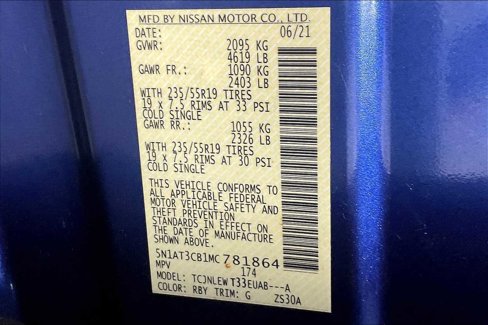 MFD BY NISSAN MOTOR CO., LTD.
DATE: 06/21
GVWR: 2095 KG
4619 LB
GAWR FR.: 1090 KG
2403 LB
WITH 235/55R19 TIRES
19 x 7.5 RIMS AT 33 PSI
COLD SINGLE
GAWR RR.: 1055 KG
2326 LB
WITH 235/55R19 TIRES
19 x 7.5 RIMS AT 30 PSI
COLD SINGLE
THIS VEHICLE CONFORMS TO
ALL APPLICABLE FEDERAL
MOTOR VEHICLE SAFETY AND
THEFT PREVENTION
STANDARDS IN EFFECT ON
THE DATE OF MANUFACTURE
SHOWN ABOVE.
5N1AT3CB1MC781864
MPV 174
MODEL: TCJNLEWT33EUAB---A
COLOR: RBY TRIM: G ZS30A